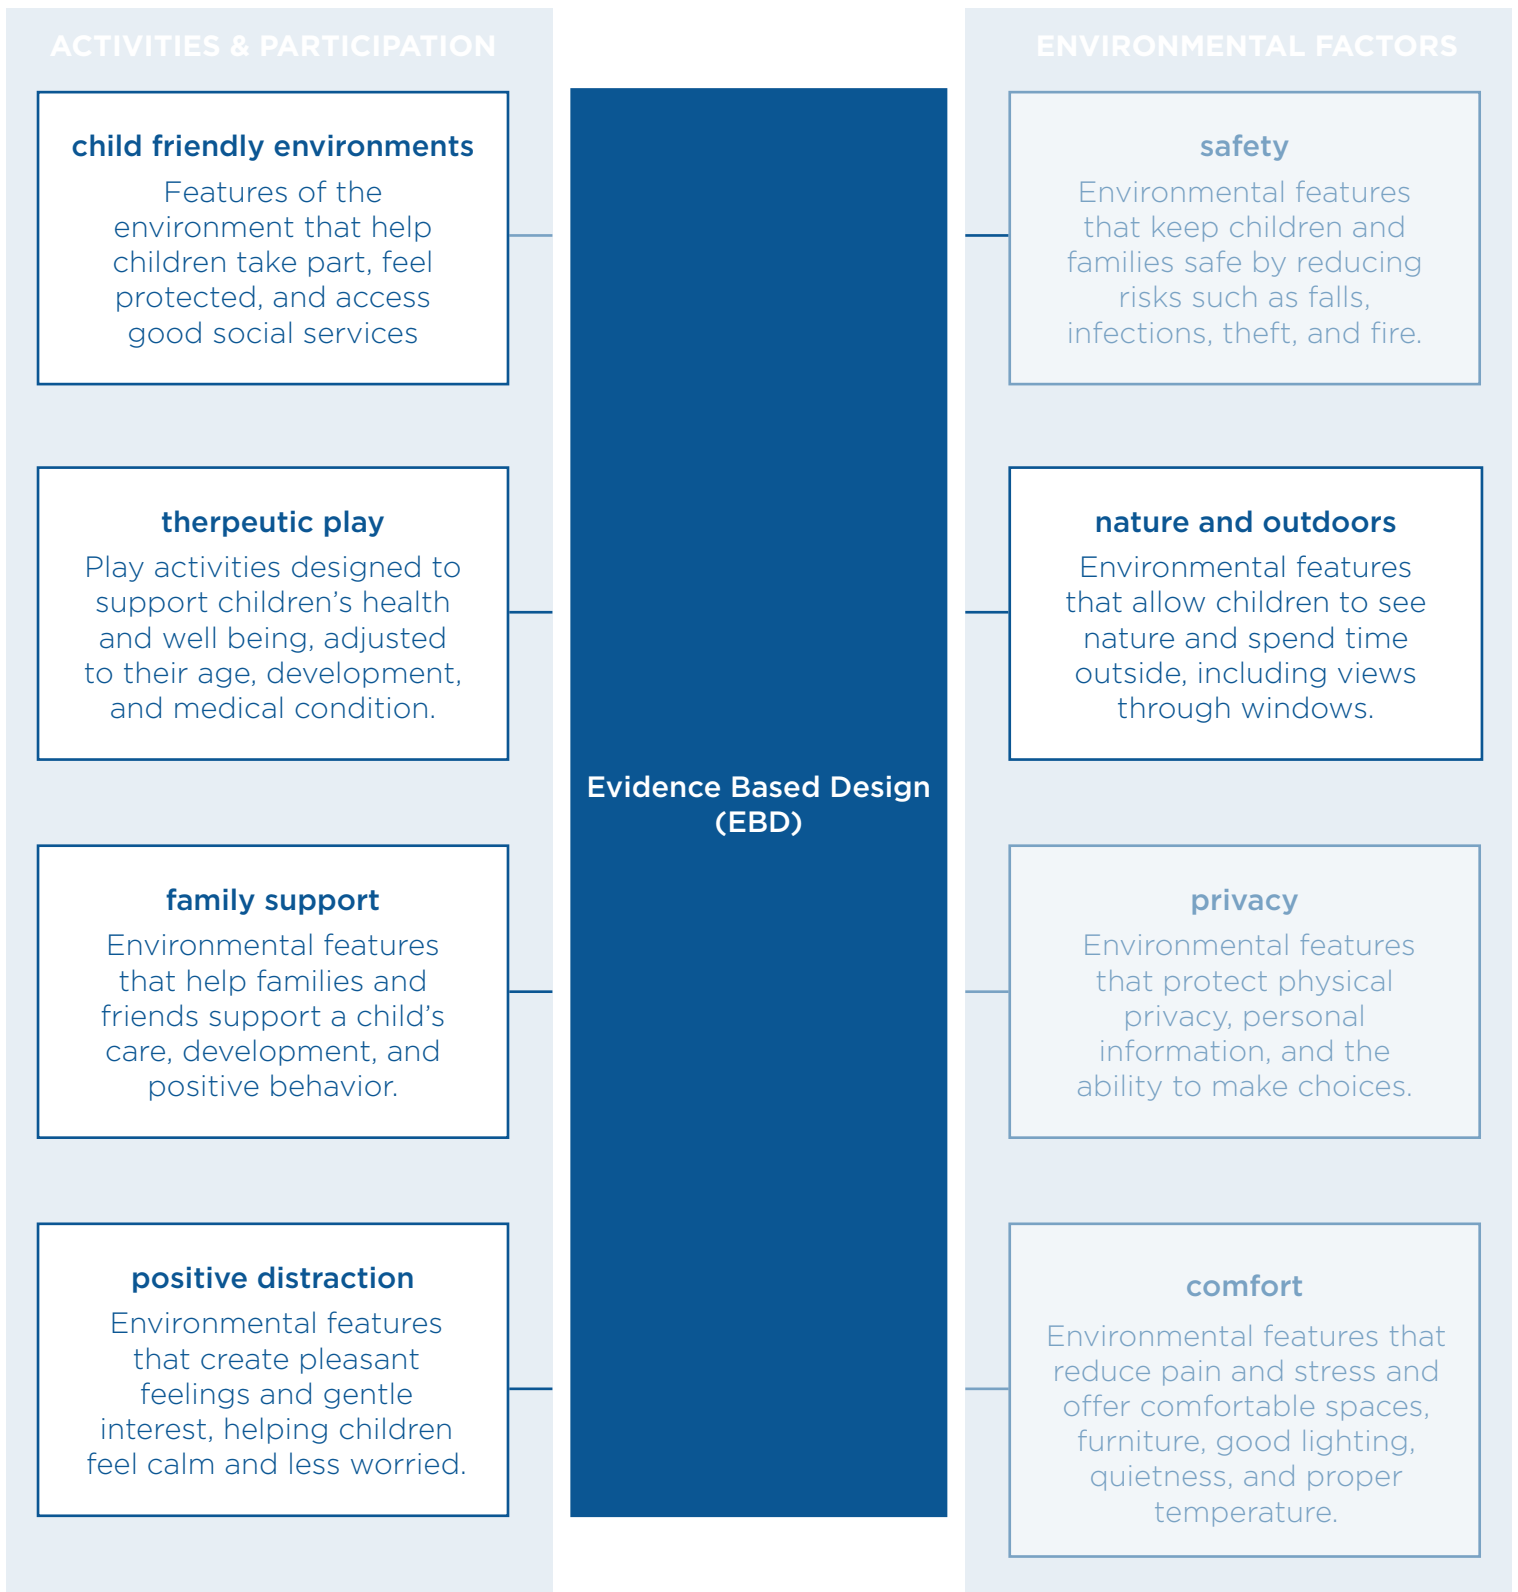 ACTIVITIES & PARTICIPATION
child friendly environments
Features of the
environment that help
children take part, feel
protected, and access
good social services
therpeutic play
Play activities designed to
support children’s health
and well being, adjusted
to their age, development,
and medical condition.
family support
Environmental features
that help families and
friends support a child’s
care, development, and
positive behavior.
positive distraction
Environmental features
that create pleasant
feelings and gentle
interest, helping children
feel calm and less worried.
Evidence Based Design
(EBD)
ENVIRONMENTAL FACTORS
safety
Environmental features
that keep children and
families safe by reducing
risks such as falls,
infections, theft, and fire.
nature and outdoors
Environmental features
that allow children to see
nature and spend time
outside, including views
through windows.
privacy
Environmental features
that protect physical
privacy, personal
information, and the
ability to make choices.
comfort
Environmental features that
reduce pain and stress and
offer comfortable spaces,
furniture, good lighting,
quietness, and proper
temperature.